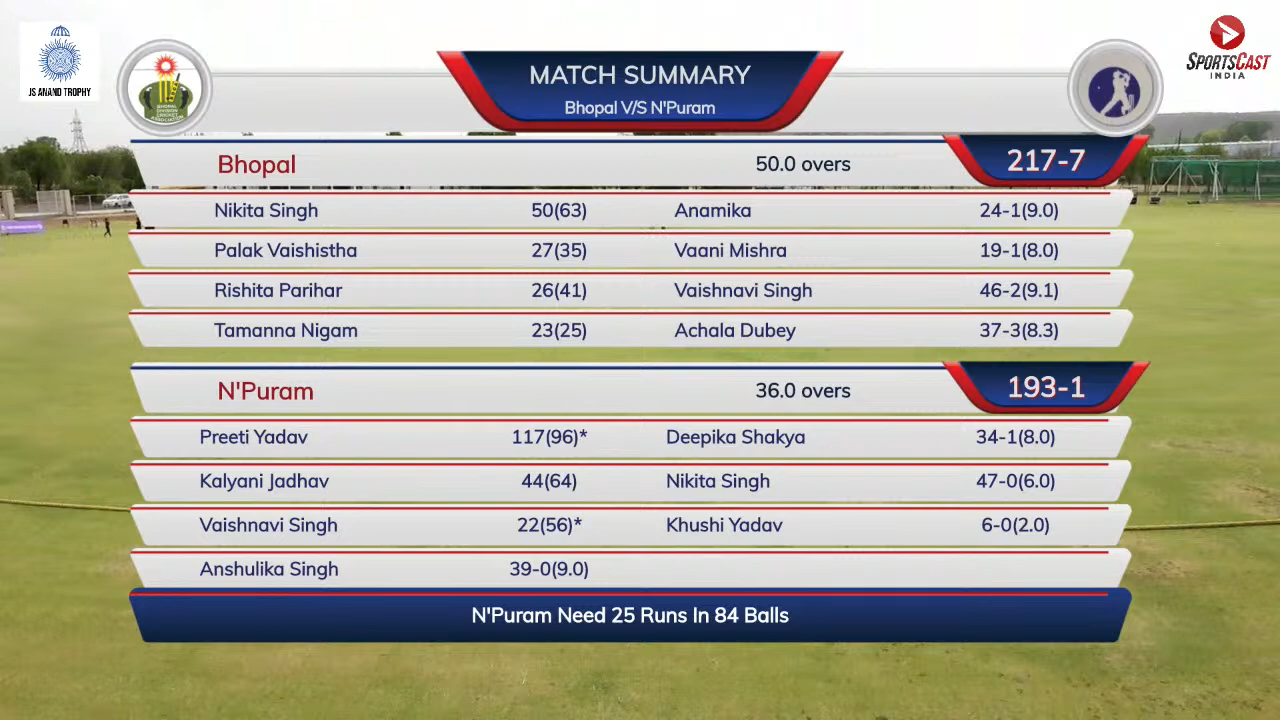 JS ANAND TROPHY
SPORTSCAST
INDIA
MATCH SUMMARY
Bhopal V/S N'Puram
Bhopal 50.0 overs 217-7
Nikita Singh 50(63) Anamika 24-1(9.0)
Palak Vaishistha 27(35) Vaani Mishra 19-1(8.0)
Rishita Parihar 26(41) Vaishnavi Singh 46-2(9.1)
Tamanna Nigam 23(25) Achala Dubey 37-3(8.3)
N'Puram 36.0 overs 193-1
Preeti Yadav 117(96)* Deepika Shakya 34-1(8.0)
Kalyani Jadhav 44(64) Nikita Singh 47-0(6.0)
Vaishnavi Singh 22(56)* Khushi Yadav 6-0(2.0)
Anshulika Singh 39-0(9.0)
N'Puram Need 25 Runs In 84 Balls